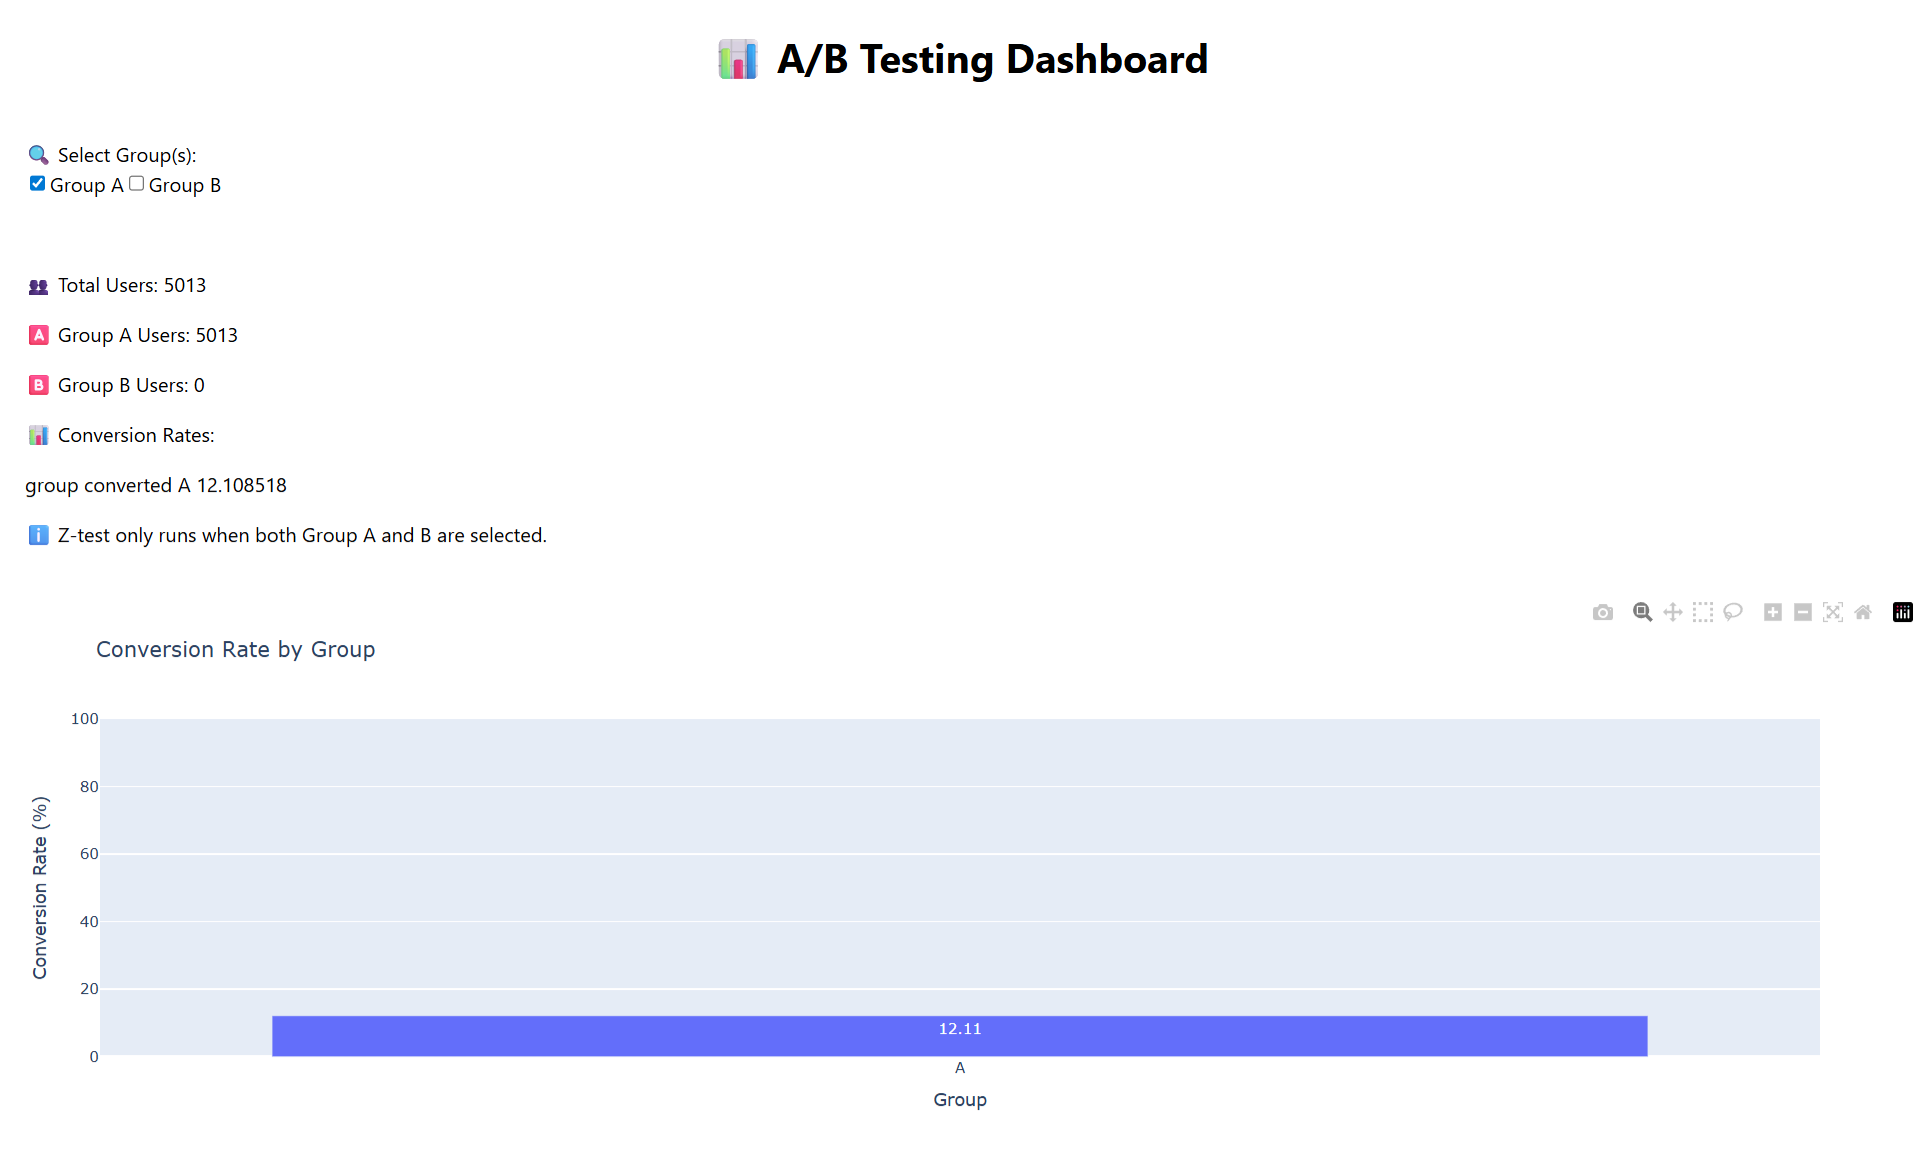 📊 A/B Testing Dashboard
🔍 Select Group(s):
Group A Group B
👥 Total Users: 5013
🅰 Group A Users: 5013
🅱 Group B Users: 0
📊 Conversion Rates:
group converted A 12.108518
ℹ Z-test only runs when both Group A and B are selected.
Conversion Rate by Group
100
80
60
40
20
0
Conversion Rate (%)
12.11
A
Group